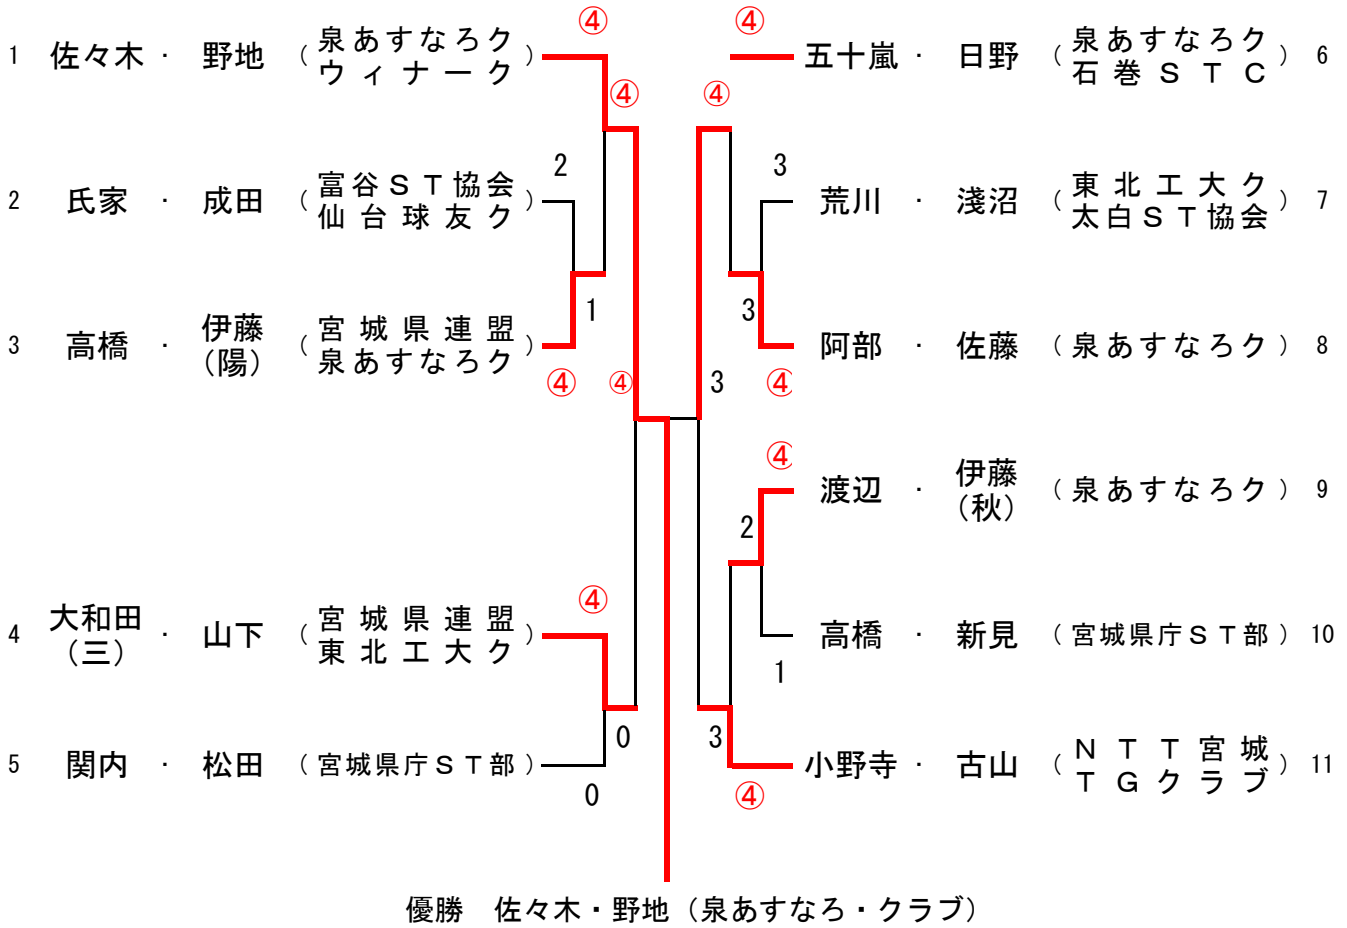 ④
1 佐々木 ・ 野地 （泉あすなろク ウィナーク）
④
2
2 氏家 ・ 成田 （富谷ＳＴ協会 仙台球友ク）
1
3 高橋 ・ 伊藤（陽） （宮城県連盟 泉あすなろク）
④ ④
④
4 大和田（三） ・ 山下 （宮城県連盟 東北工大ク）
0
5 関内 ・ 松田 （宮城県庁ＳＴ部）
0
④
五十嵐 ・ 日野 （泉あすなろク 石巻ＳＴＣ） 6
④
3
荒川 ・ 淺沼 （東北工大ク 太白ＳＴ協会） 7
3
阿部 ・ 佐藤 （泉あすなろク） 8
3 ④
④
渡辺 ・ 伊藤（秋） （泉あすなろク） 9
2
高橋 ・ 新見 （宮城県庁ＳＴ部） 10
1
3
小野寺 ・ 古山 （ＮＴＴ宮城 ＴＧクラブ） 11
④
優勝　佐々木・野地（泉あすなろ・クラブ）